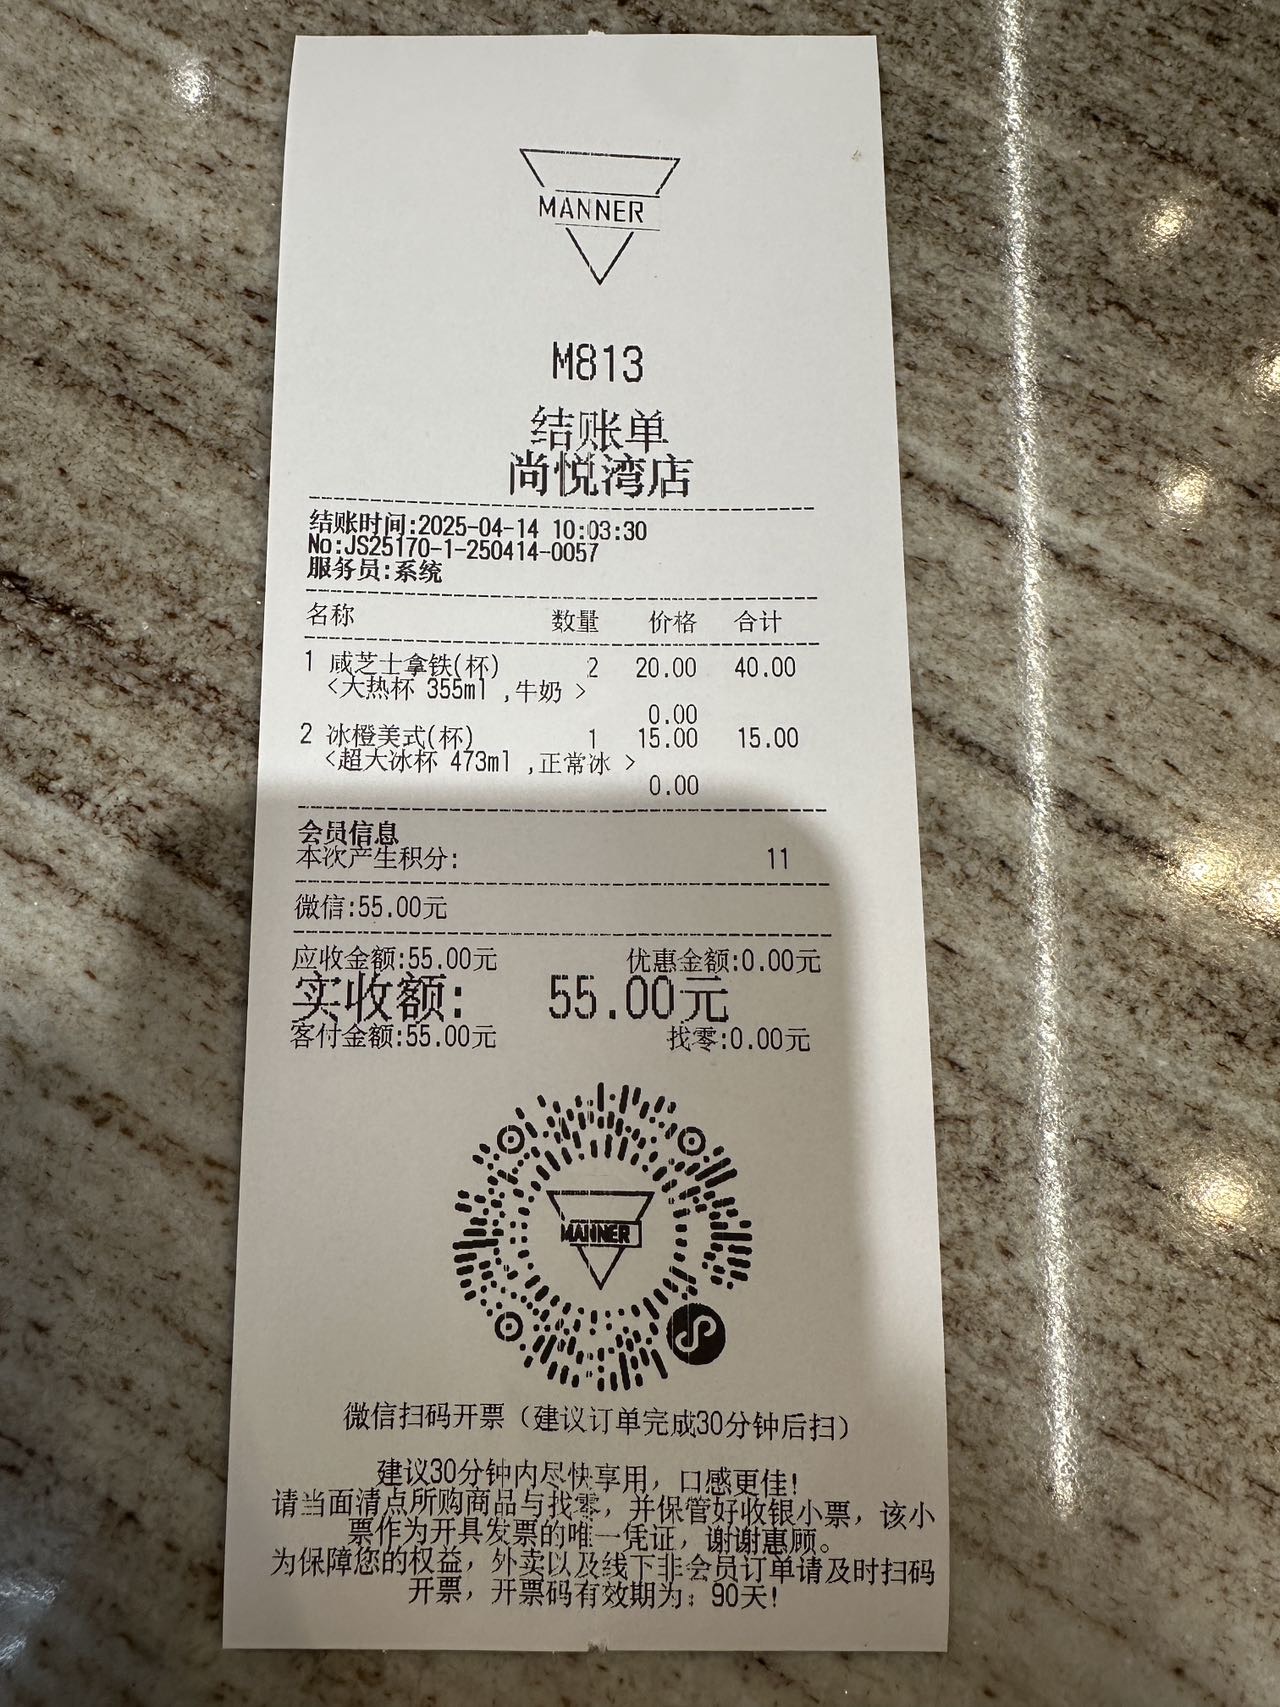 MANNER
M813
结账单
尚悦湾店
结账时间:2025-04-14 10:03:30
No:JS25170-1-250414-0057
服务员:系统
名称 数量 价格 合计
1 咸芝士拿铁(杯) 2 20.00 40.00
<大热杯 355ml ,牛奶 >
0.00
2 冰橙美式(杯) 1 15.00 15.00
<超大冰杯 473ml ,正常冰 >
0.00
会员信息
本次产生积分: 11
微信:55.00元
应收金额:55.00元 优惠金额:0.00元
实收额: 55.00元
客付金额:55.00元 找零:0.00元
MANNER
微信扫码开票（建议订单完成30分钟后扫）
建议30分钟内尽快享用，口感更佳!
请当面清点所购商品与找零，并保管好收银小票，该小
票作为开具发票的唯一凭证，谢谢惠顾。
为保障您的权益，外卖以及线下非会员订单请及时扫码
开票，开票码有效期为：90天!